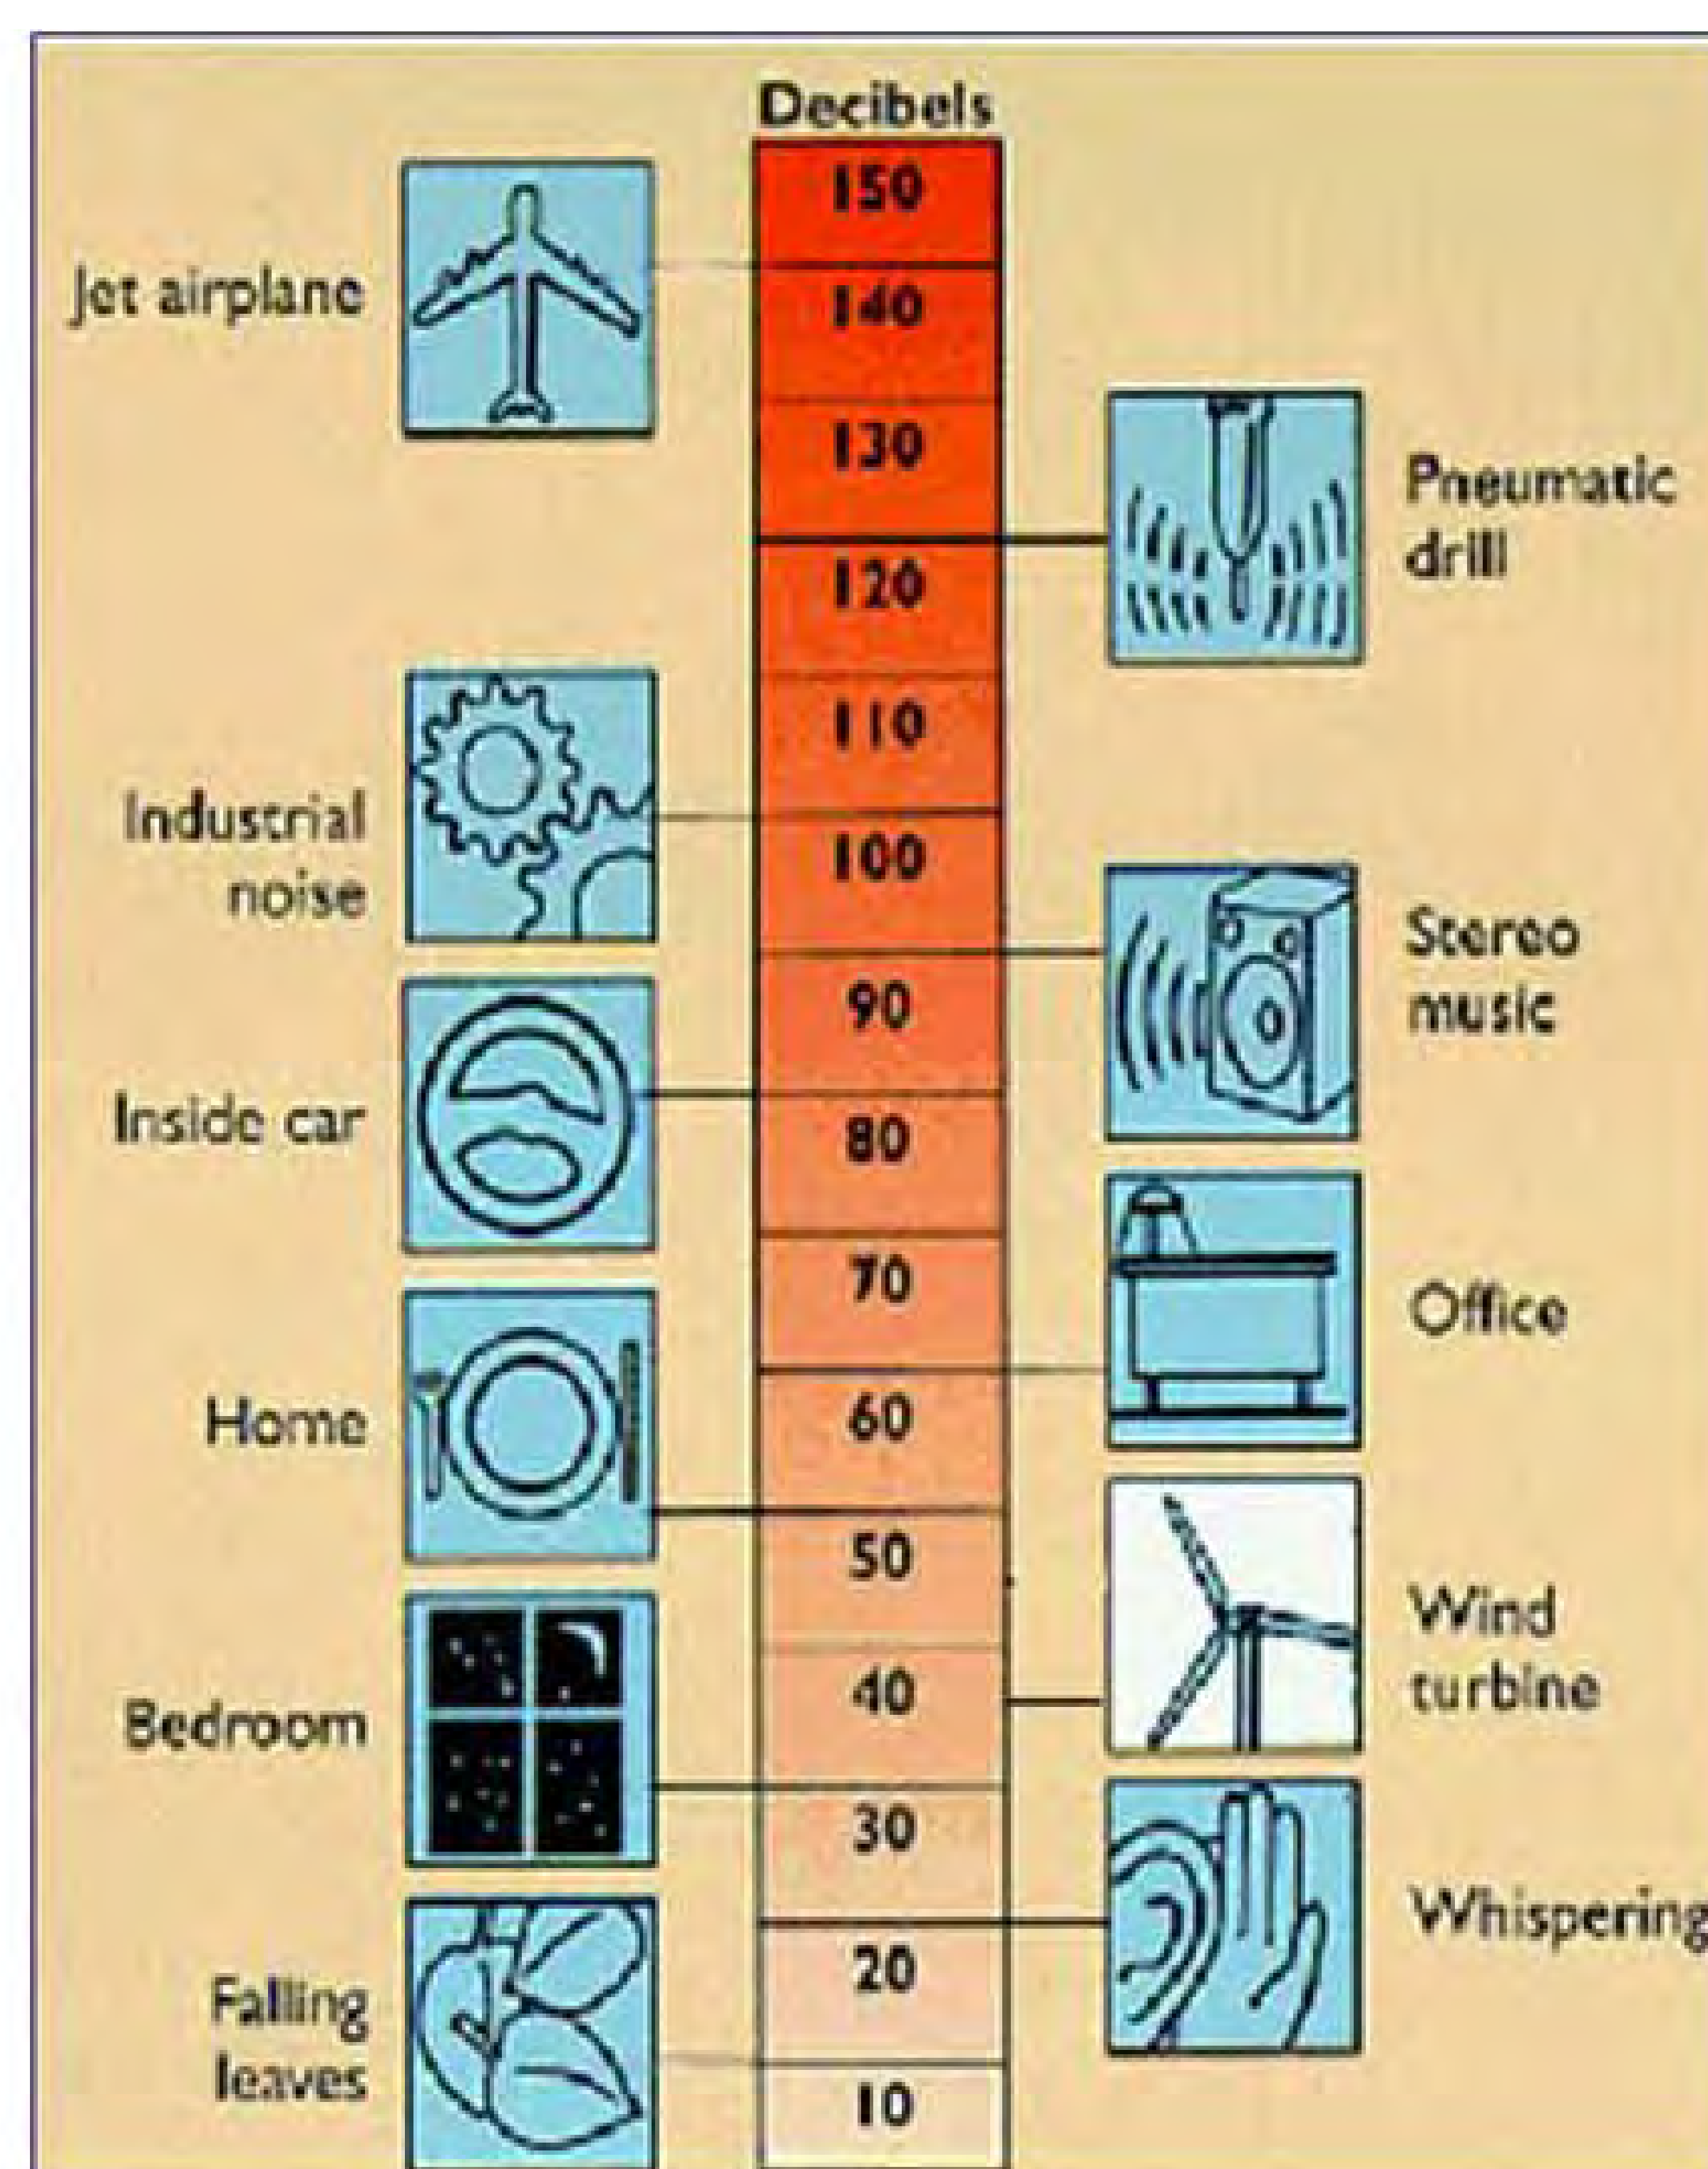 Decibels
150
Jet airplane
140
130
Pneumatic
drill
120
110
Industrial
noise
100
Stereo
music
90
Inside car
80
70
Office
60
Home
50
Wind
turbine
40
Bedroom
30
Whispering
20
Falling
leaves
10